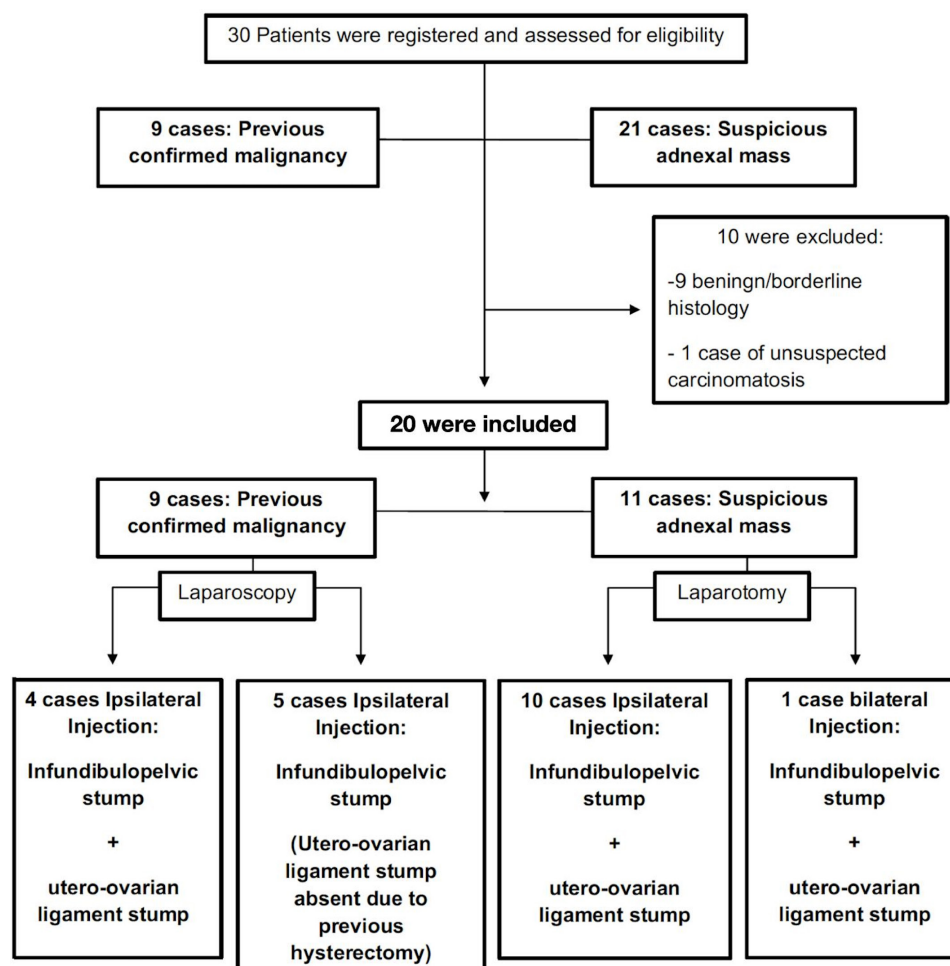 30 Patients were registered and assessed for eligibility
9 cases: Previous
confirmed malignancy
21 cases: Suspicious
adnexal mass
10 were excluded:
-9 beningn/borderline
histology
- 1 case of unsuspected
carcinomatosis
20 were included
9 cases: Previous
confirmed malignancy
11 cases: Suspicious
adnexal mass
Laparoscopy
Laparotomy
4 cases Ipsilateral
Injection:
Infundibulopelvic
stump
+
utero-ovarian
ligament stump
5 cases Ipsilateral
Injection:
Infundibulopelvic
stump
(Utero-ovarian
ligament stump
absent due to
previous
hysterectomy)
10 cases Ipsilateral
Injection:
Infundibulopelvic
stump
+
utero-ovarian
ligament stump
1 case bilateral
Injection:
Infundibulopelvic
stump
+
utero-ovarian
ligament stump